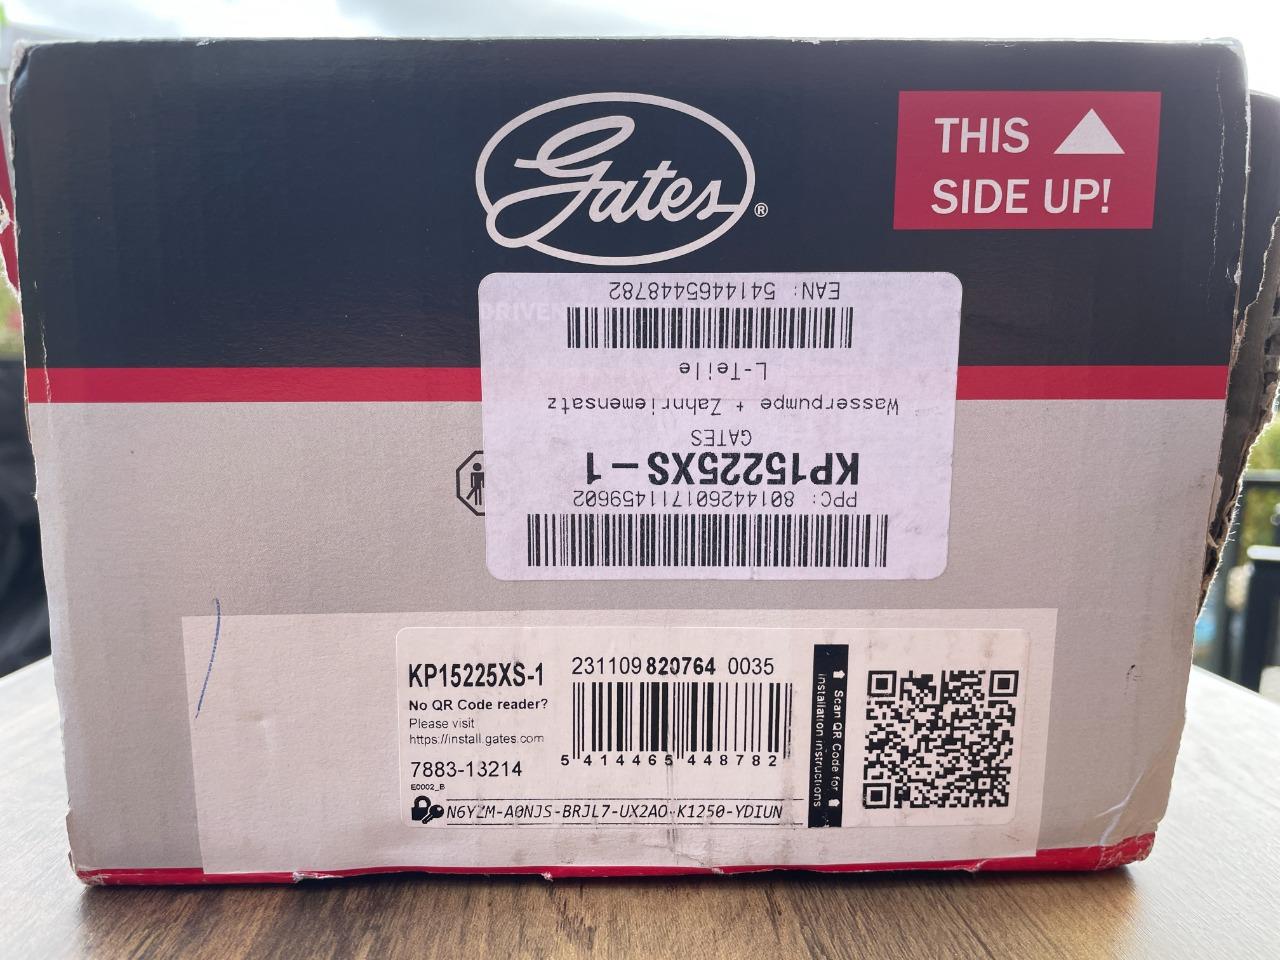 Gates®
THIS
SIDE UP!
DRIVEN
EAN: 5414465448782
L-Teile
Wasserpumpe + Zahnriemensatz
GATES
KP15225XS-1
PPC: 8014426017111459602
KP15225XS-1
231109 820764 0035
No QR Code reader?
Please visit
https://install.gates.com
7883-13214
E0002_B
5 414465 448782
N6YZM-A0NJS-BRJL7-UX2AO-K1250-YDIUN
Scan QR Code for
installation instructions